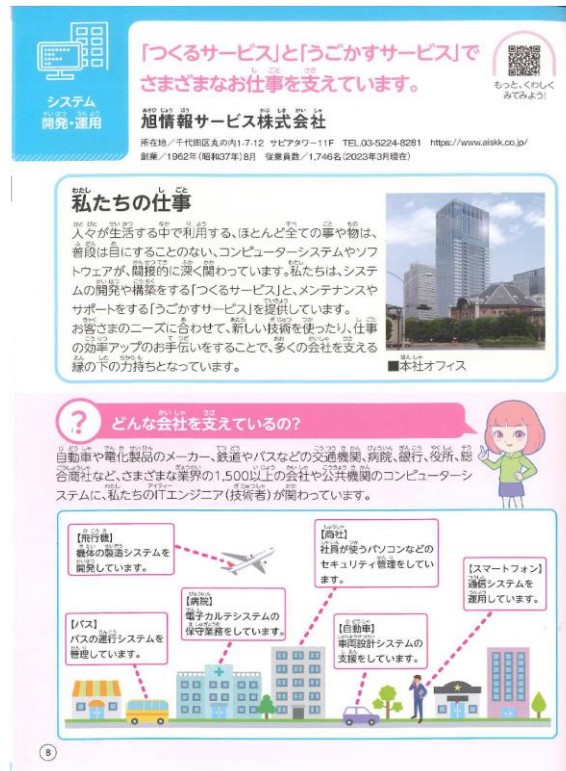 システム
開発・運用
「つくるサービス」と「うごかすサービス」で
さまざまなお仕事を支えています。
もっと、くわしく
みてみよう!
旭情報サービス株式会社
所在地/千代田区丸の内1-7-12 サピアタワー11F TEL.03-5224-8281 https://www.aiskk.co.jp/
創業/1962年(昭和37年)8月 従業員数/1,746名(2023年3月現在)
私たちの仕事
人々が生活する中で利用する、ほとんど全ての事や物は、
普段は目にすることのない、コンピューターシステムやソフ
トウェアが、間接的に深く関わっています。私たちは、システ
ムの開発や構築をする「つくるサービス」と、メンテナンスや
サポートをする「うごかすサービス」を提供しています。
お客さまのニーズに合わせて、新しい技術を使ったり、仕事
の効率アップのお手伝いをすることで、多くの会社を支える
縁の下の力持ちとなっています。
■本社オフィス
? どんな会社を支えているの?
自動車や電化製品のメーカー、鉄道やバスなどの交通機関、病院、銀行、役所、総
合商社など、さまざまな業界の1,500以上の会社や公共機関のコンピューターシ
ステムに、私たちのITエンジニア(技術者)が関わっています。
【飛行機】
機体の製造システムを
開発しています。
【商社】
社員が使うパソコンなどの
セキュリティ管理をしてい
ます。
【スマートフォン】
通信システムを
運用しています。
【病院】
電子カルテシステムの
保守業務をしています。
【バス】
バスの運行システムを
管理しています。
【自動車】
車両設計システムの
支援をしています。
8